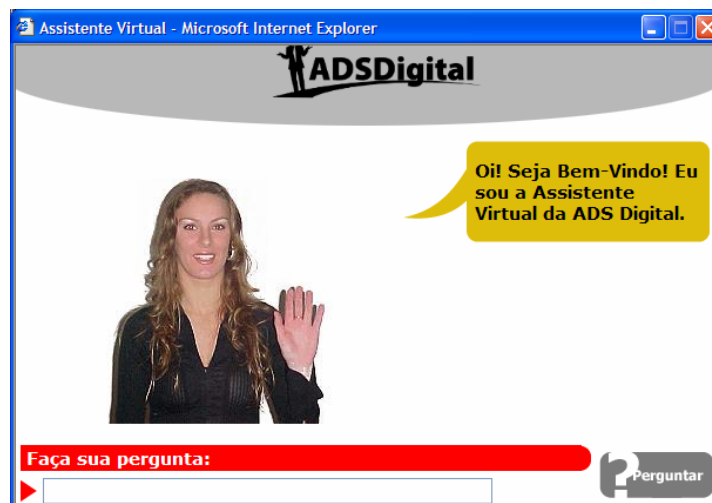 Assistente Virtual - Microsoft Internet Explorer
ADSDigital
Oi! Seja Bem-Vindo! Eu
sou a Assistente
Virtual da ADS Digital.
Faça sua pergunta:
? Perguntar